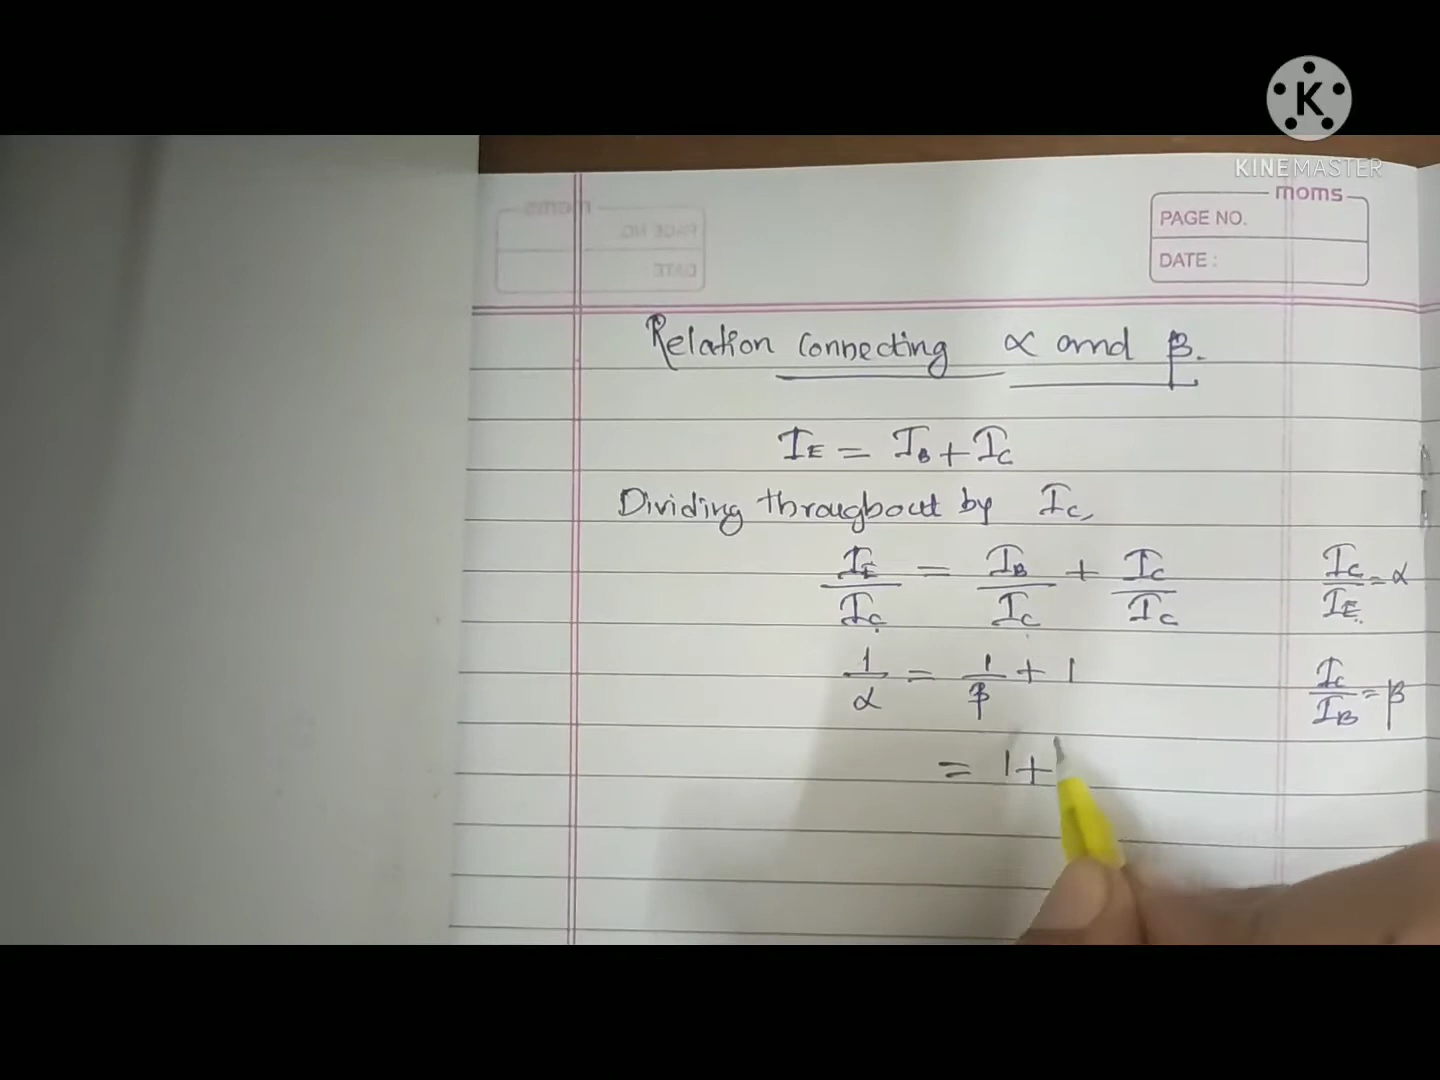 K
KINEMASTER
moms
PAGE NO.
DATE :
Relation connecting α and β.
I_E = I_B + I_C
Dividing throughout by I_C,
I_E/I_C = I_B/I_C + I_C/I_C
I_C/I_E = α
1/α = 1/β + 1
I_C/I_B = β
= 1+